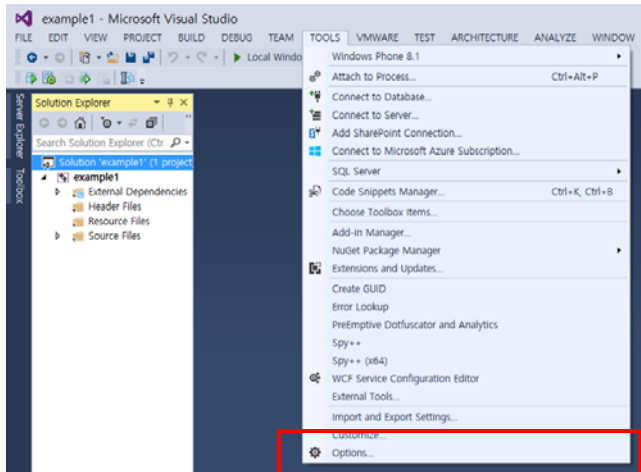 example1 - Microsoft Visual Studio
FILE EDIT VIEW PROJECT BUILD DEBUG TEAM TOOLS VMWARE TEST ARCHITECTURE ANALYZE WINDOW
Local Windo
Server Explorer
Toolbox
Solution Explorer
Search Solution Explorer (Ctr
Solution 'example1' (1 project
example1
External Dependencies
Header Files
Resource Files
Source Files
Windows Phone 8.1
Attach to Process... Ctrl+Alt+P
Connect to Database...
Connect to Server...
Add SharePoint Connection...
Connect to Microsoft Azure Subscription...
SQL Server
Code Snippets Manager... Ctrl+K, Ctrl+B
Choose Toolbox Items...
Add-in Manager...
NuGet Package Manager
Extensions and Updates...
Create GUID
Error Lookup
PreEmptive Dotfuscator and Analytics
Spy++
Spy++ (x64)
WCF Service Configuration Editor
External Tools...
Import and Export Settings...
Customize...
Options...